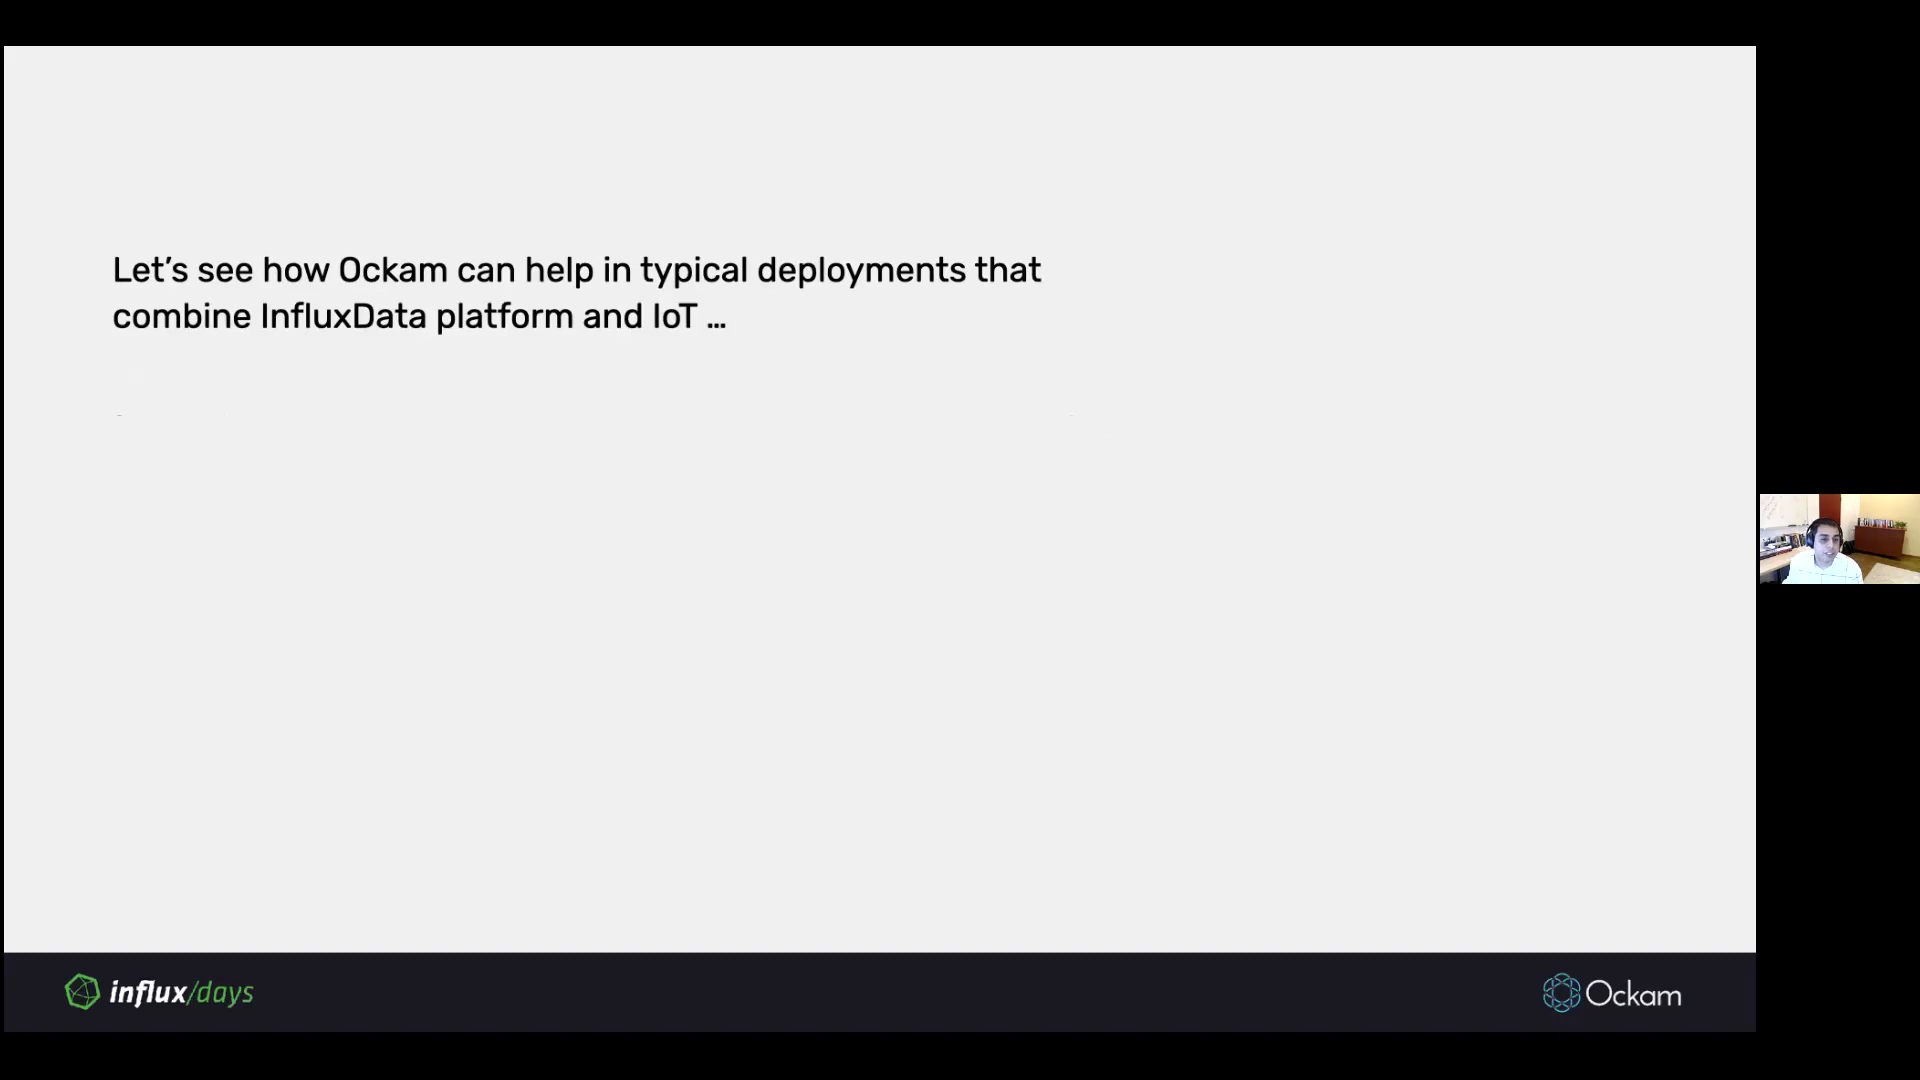 Let's see how Ockam can help in typical deployments that
combine InfluxData platform and IoT ...
influx/days
Ockam